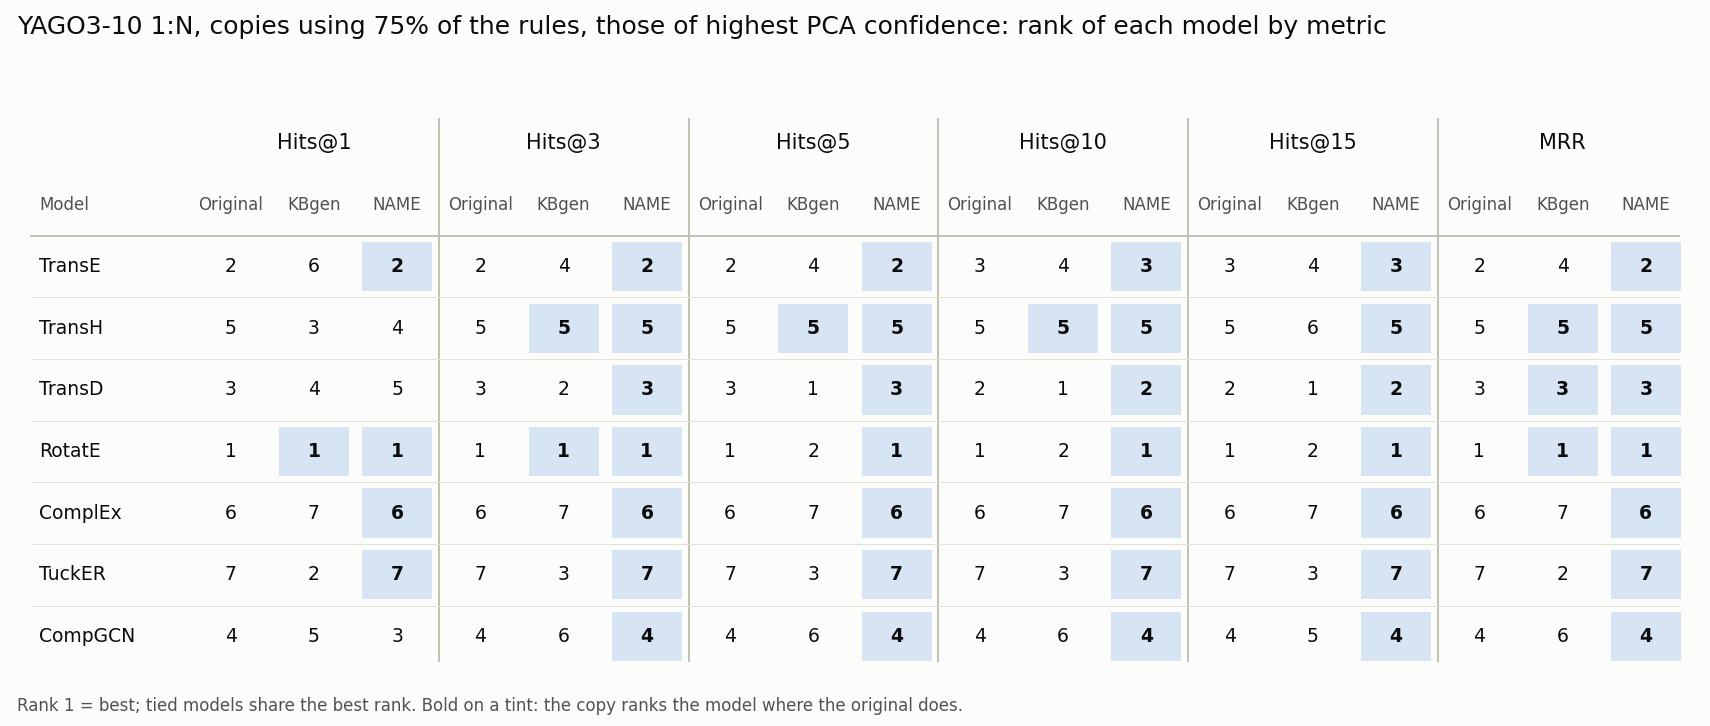 YAGO3-10 1:N, copies using 75% of the rules, those of highest PCA confidence: rank of each model by metric
Hits@1 Hits@3 Hits@5 Hits@10 Hits@15 MRR
Model Original KBgen NAME Original KBgen NAME Original KBgen NAME Original KBgen NAME Original KBgen NAME Original KBgen NAME
TransE 2 6 2 2 4 2 2 4 2 3 4 3 3 4 3 2 4 2
TransH 5 3 4 5 5 5 5 5 5 5 5 5 5 6 5 5 5 5
TransD 3 4 5 3 2 3 3 1 3 2 1 2 2 1 2 3 3 3
RotatE 1 1 1 1 1 1 1 2 1 1 2 1 1 2 1 1 1 1
ComplEx 6 7 6 6 7 6 6 7 6 6 7 6 6 7 6 6 7 6
TuckER 7 2 7 7 3 7 7 3 7 7 3 7 7 3 7 7 2 7
CompGCN 4 5 3 4 6 4 4 6 4 4 6 4 4 5 4 4 6 4
Rank 1 = best; tied models share the best rank. Bold on a tint: the copy ranks the model where the original does.